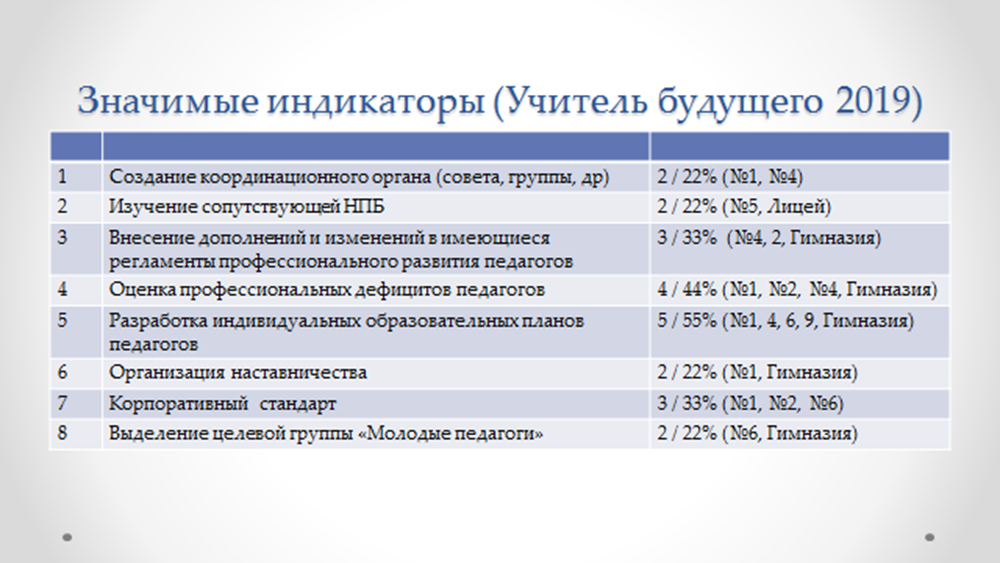 Значимые индикаторы (Учитель будущего 2019)
1 Создание координационного органа (совета, группы, др) 2 / 22% (№1, №4)
2 Изучение сопутствующей НПБ 2 / 22% (№5, Лицей)
3 Внесение дополнений и изменений в имеющиеся 3 / 33% (№4, 2, Гимназия)
регламенты профессионального развития педагогов
4 Оценка профессиональных дефицитов педагогов 4 / 44% (№1, №2, №4, Гимназия)
5 Разработка индивидуальных образовательных планов 5 / 55% (№1, 4, 6, 9, Гимназия)
педагогов
6 Организация наставничества 2 / 22% (№1, Гимназия)
7 Корпоративный стандарт 3 / 33% (№1, №2, №6)
8 Выделение целевой группы «Молодые педагоги» 2 / 22% (№6, Гимназия)